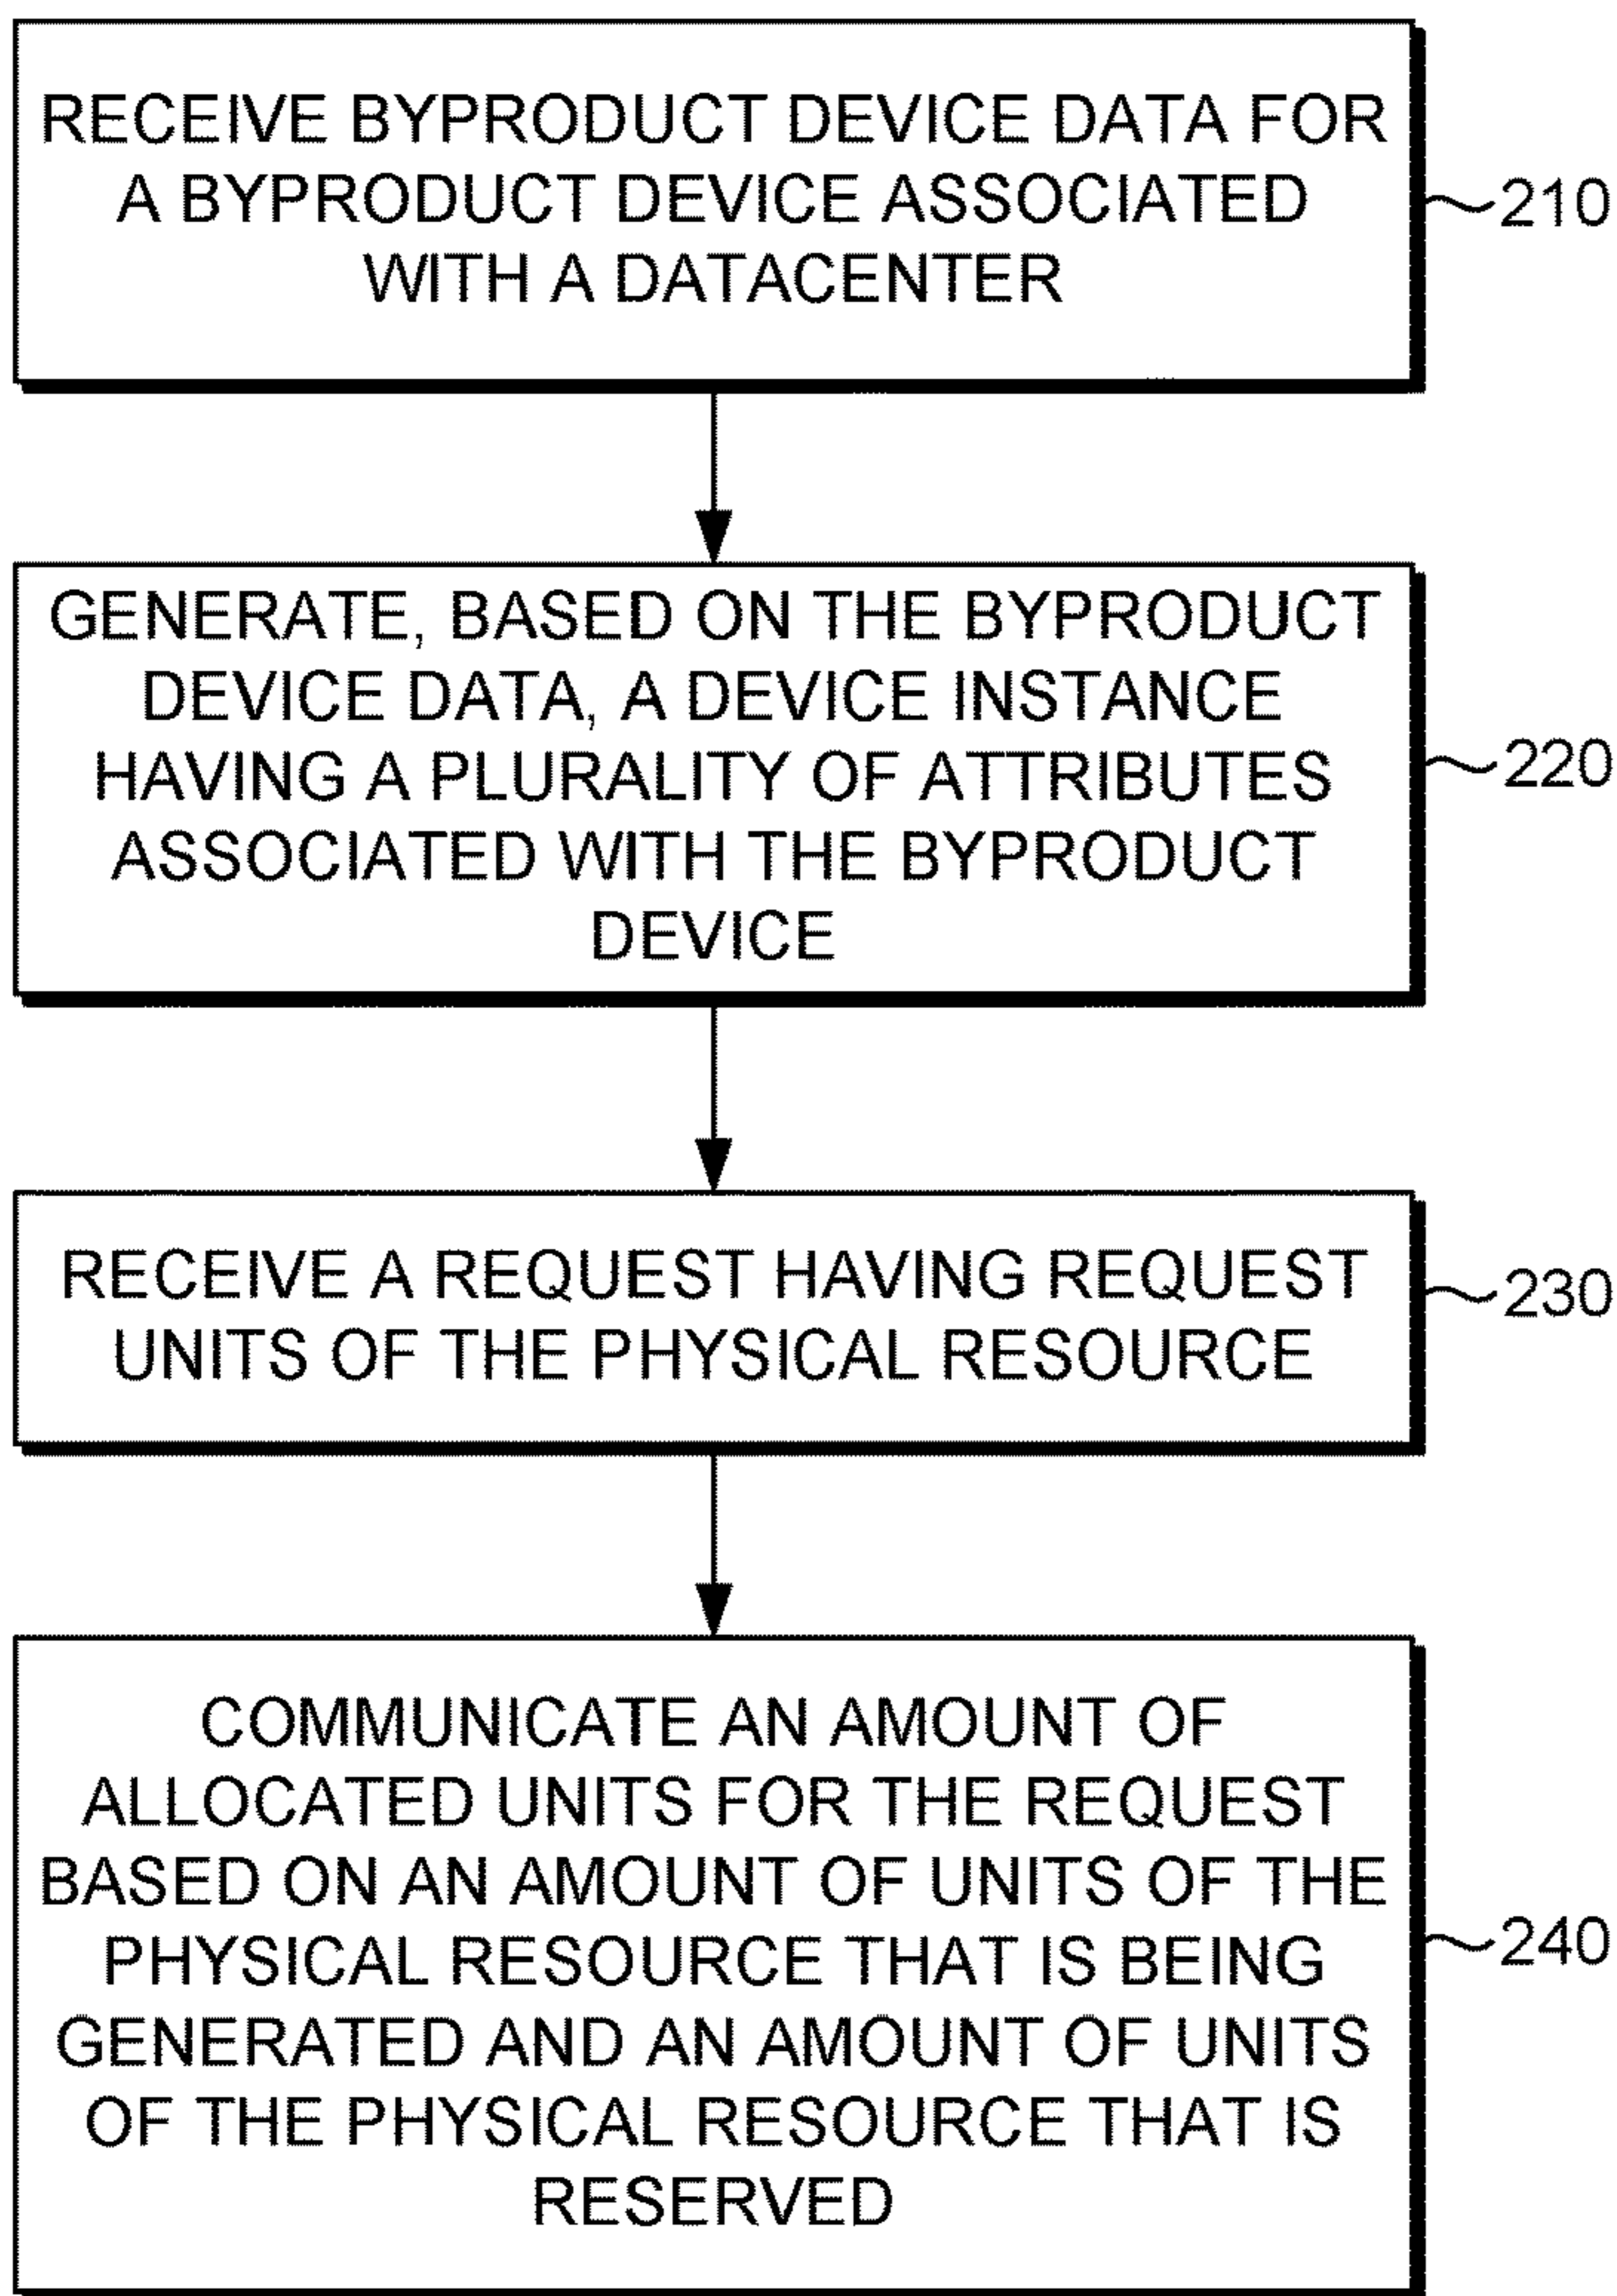 RECEIVE BYPRODUCT DEVICE DATA FOR
A BYPRODUCT DEVICE ASSOCIATED
WITH A DATACENTER
210
GENERATE, BASED ON THE BYPRODUCT
DEVICE DATA, A DEVICE INSTANCE
HAVING A PLURALITY OF ATTRIBUTES
ASSOCIATED WITH THE BYPRODUCT
DEVICE
220
RECEIVE A REQUEST HAVING REQUEST
UNITS OF THE PHYSICAL RESOURCE
230
COMMUNICATE AN AMOUNT OF
ALLOCATED UNITS FOR THE REQUEST
BASED ON AN AMOUNT OF UNITS OF THE
PHYSICAL RESOURCE THAT IS BEING
GENERATED AND AN AMOUNT OF UNITS
OF THE PHYSICAL RESOURCE THAT IS
RESERVED
240